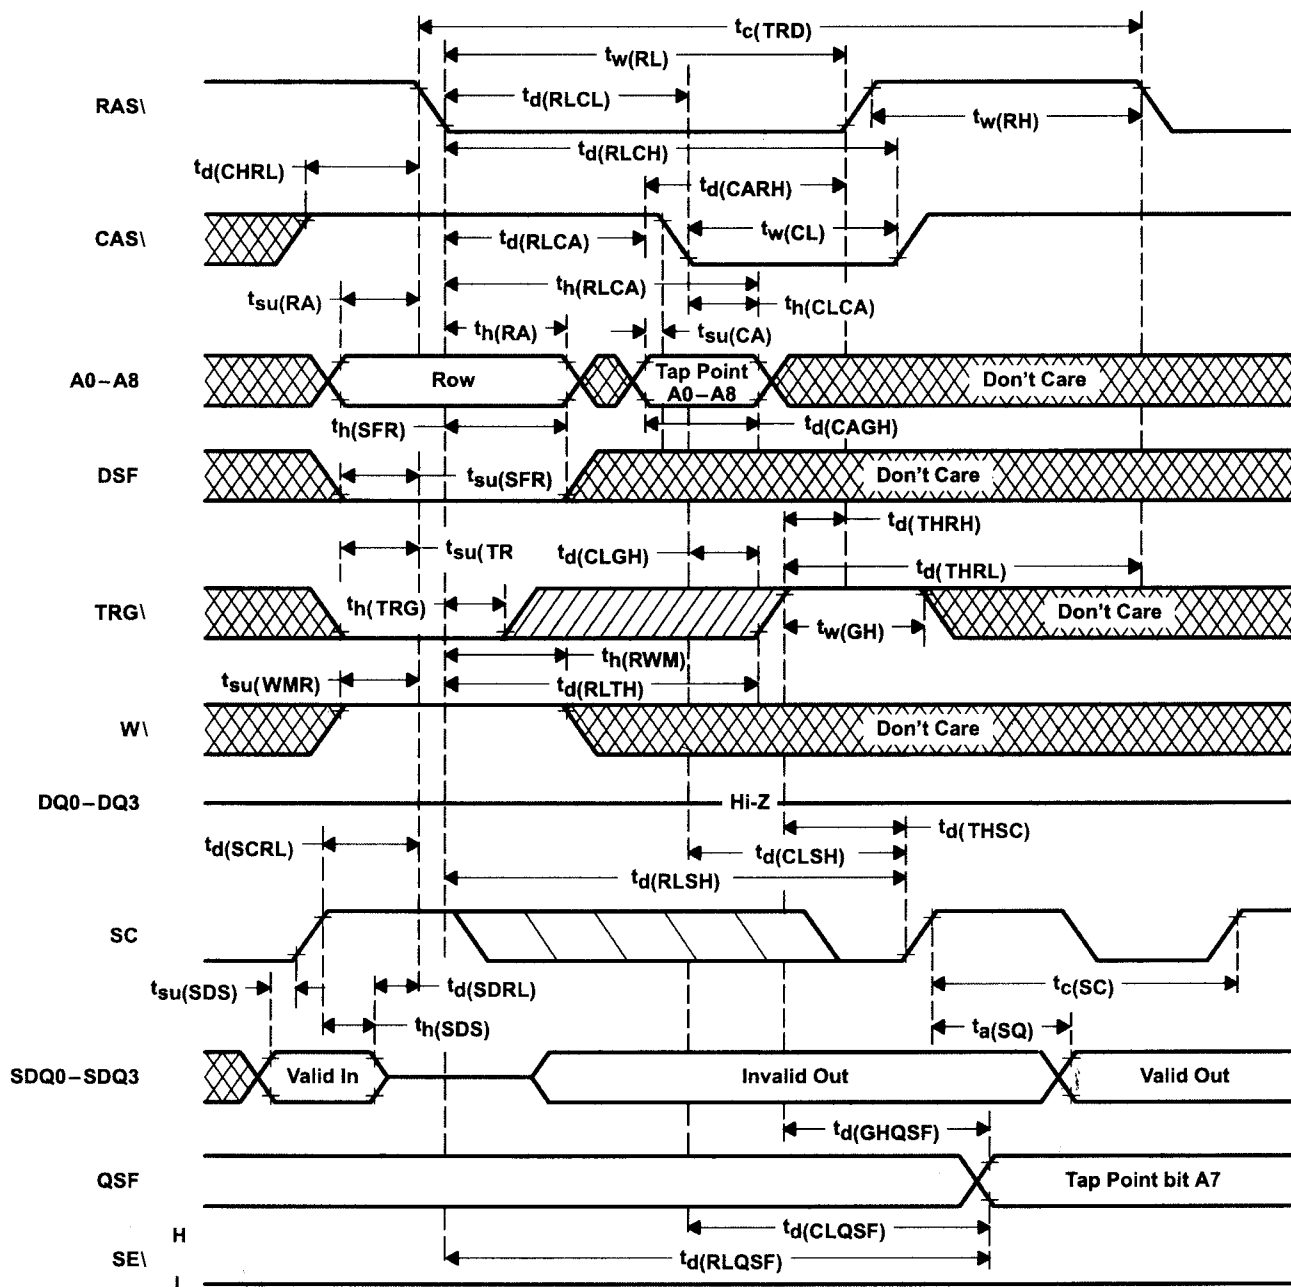 tc(TRD)
tw(RL)
RAS\
td(RLCL)
tw(RH)
td(RLCH)
td(CHRL)
td(CARH)
CAS\
td(RLCA)
tw(CL)
th(RLCA)
tsu(RA)
th(CLCA)
th(RA)
tsu(CA)
A0–A8
Row
Tap Point
A0–A8
Don't Care
th(SFR)
td(CAGH)
DSF
tsu(SFR)
Don't Care
td(THRH)
tsu(TR
td(CLGH)
td(THRL)
TRG\
th(TRG)
Don't Care
tw(GH)
th(RWM)
tsu(WMR)
td(RLTH)
W\
Don't Care
DQ0–DQ3
Hi-Z
td(THSC)
td(SCRL)
td(CLSH)
td(RLSH)
SC
tsu(SDS)
td(SDRL)
tc(SC)
th(SDS)
ta(SQ)
SDQ0–SDQ3
Valid In
Invalid Out
Valid Out
td(GHQSF)
QSF
Tap Point bit A7
H
td(CLQSF)
SE\
td(RLQSF)